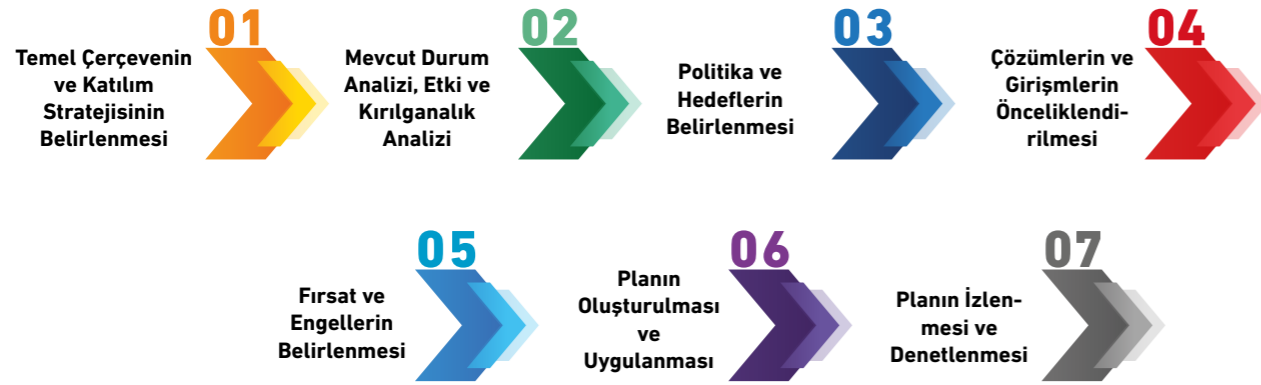 01
Temel Çerçevenin
ve Katılım
Stratejisinin
Belirlenmesi
02
Mevcut Durum
Analizi, Etki ve
Kırılganalık
Analizi
03
Politika ve
Hedeflerin
Belirlenmesi
04
Çözümlerin ve
Girişmlerin
Önceliklendi-
rilmesi
05
Fırsat ve
Engellerin
Belirlenmesi
06
Planın
Oluşturulması
ve
Uygulanması
07
Planın İzlen-
mesi ve
Denetlenmesi